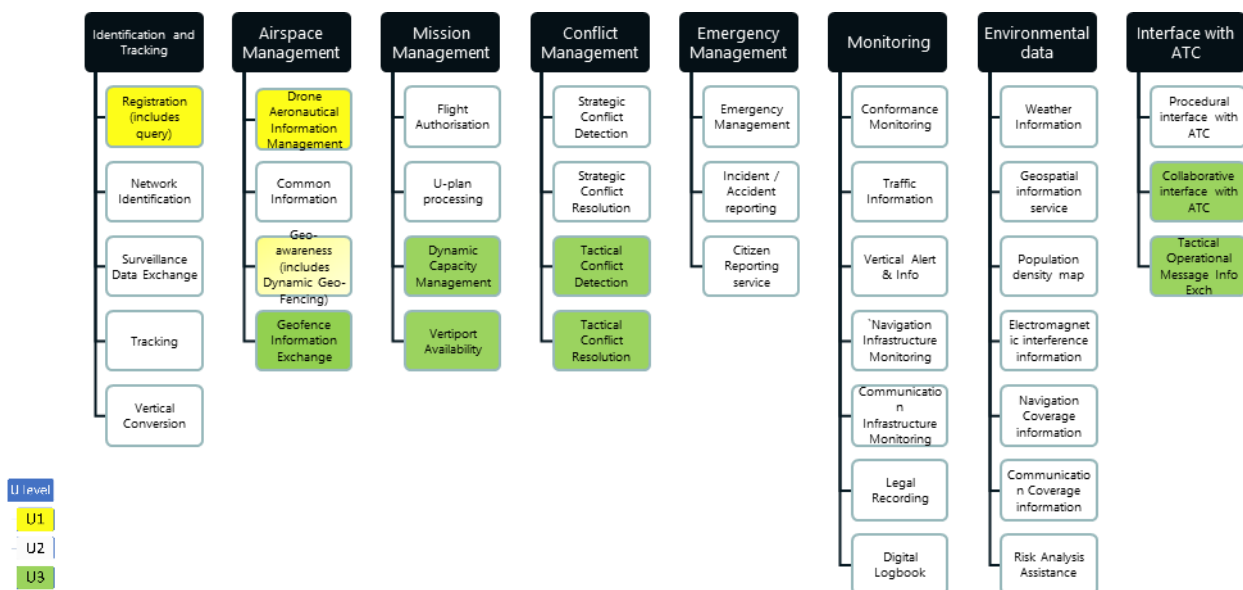 Identification and
Tracking
Registration
(includes
query)
Network
Identification
Surveillance
Data Exchange
Tracking
Vertical
Conversion
Airspace
Management
Drone
Aeronautical
Information
Management
Common
Information
Geo-
awareness
(includes
Dynamic Geo-
Fencing)
Geofence
Information
Exchange
Mission
Management
Flight
Authorisation
U-plan
processing
Dynamic
Capacity
Management
Vertiport
Availability
Conflict
Management
Strategic
Conflict
Detection
Strategic
Conflict
Resolution
Tactical
Conflict
Detection
Tactical
Conflict
Resolution
Emergency
Management
Emergency
Management
Incident /
Accident
reporting
Citizen
Reporting
service
Monitoring
Conformance
Monitoring
Traffic
Information
Vertical Alert
& Info
`Navigation
Infrastructure
Monitoring
Communicatio
n
Infrastructure
Monitoring
Legal
Recording
Digital
Logbook
Environmental
data
Weather
Information
Geospatial
information
service
Population
density map
Electromagnet
ic interference
information
Navigation
Coverage
information
Communicatio
n Coverage
information
Risk Analysis
Assistance
Interface with
ATC
Procedural
interface with
ATC
Collaborative
interface with
ATC
Tactical
Operational
Message Info
Exch
U level
U1
U2
U3